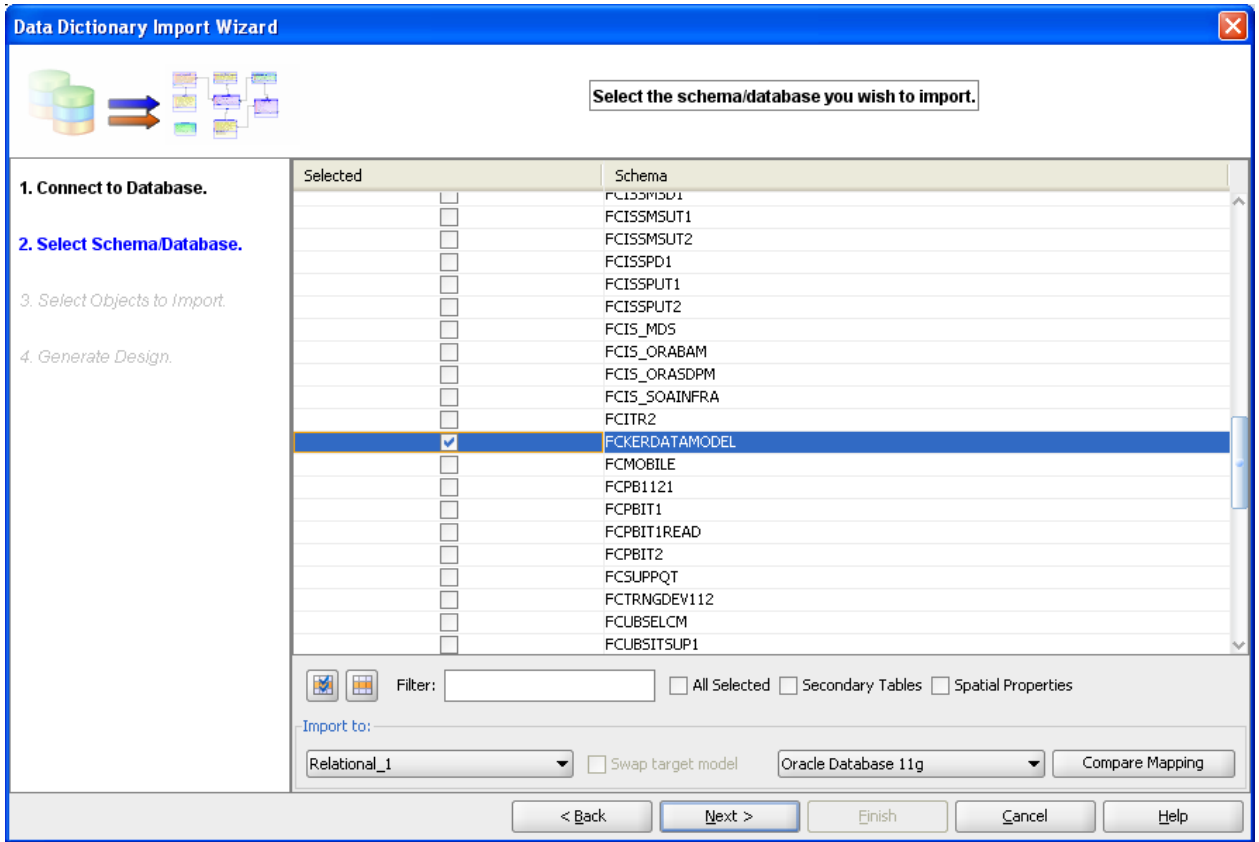 Data Dictionary Import Wizard
Select the schema/database you wish to import.
1. Connect to Database.
2. Select Schema/Database.
3. Select Objects to Import.
4. Generate Design.
Selected Schema
FCISSMSD1
FCISSMSUT1
FCISSMSUT2
FCISSPD1
FCISSPUT1
FCISSPUT2
FCIS_MDS
FCIS_ORABAM
FCIS_ORASDPM
FCIS_SOAINFRA
FCITR2
FCKERDATAMODEL
FCMOBILE
FCPB1121
FCPBIT1
FCPBIT1READ
FCPBIT2
FCSUPPQT
FCTRNGDEV112
FCUBSELCM
FCUBSITSUP1
Filter: All Selected Secondary Tables Spatial Properties
Import to:
Relational_1 Swap target model Oracle Database 11g Compare Mapping
< Back Next > Finish Cancel Help